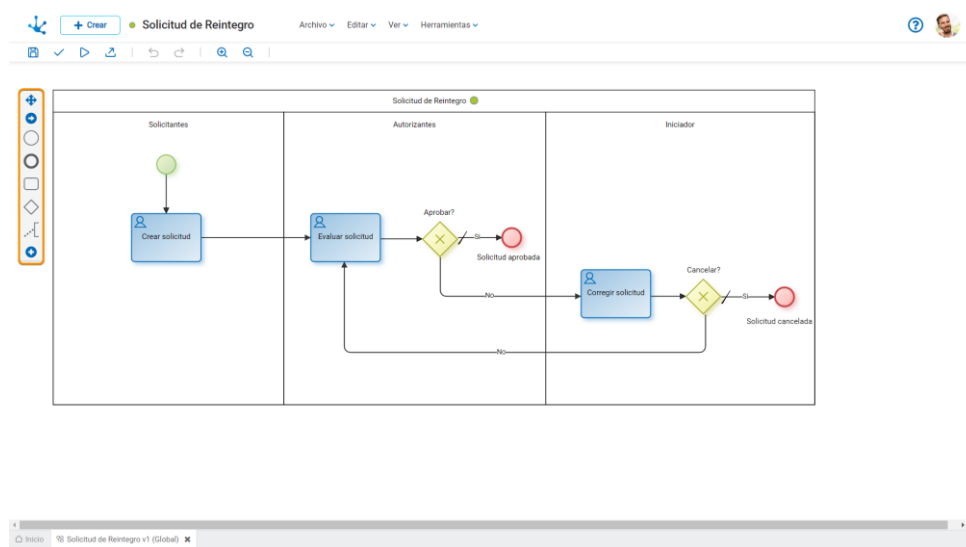 Crear
Solicitud de Reintegro
Archivo
Editar
Ver
Herramientas
Solicitud de Reintegro
Solicitantes
Autorizantes
Iniciador
Crear solicitud
Evaluar solicitud
Aprobar?
Si
Solicitud aprobada
No
Corregir solicitud
Cancelar?
Si
Solicitud cancelada
No
Inicio
Solicitud de Reintegro v1 (Global)